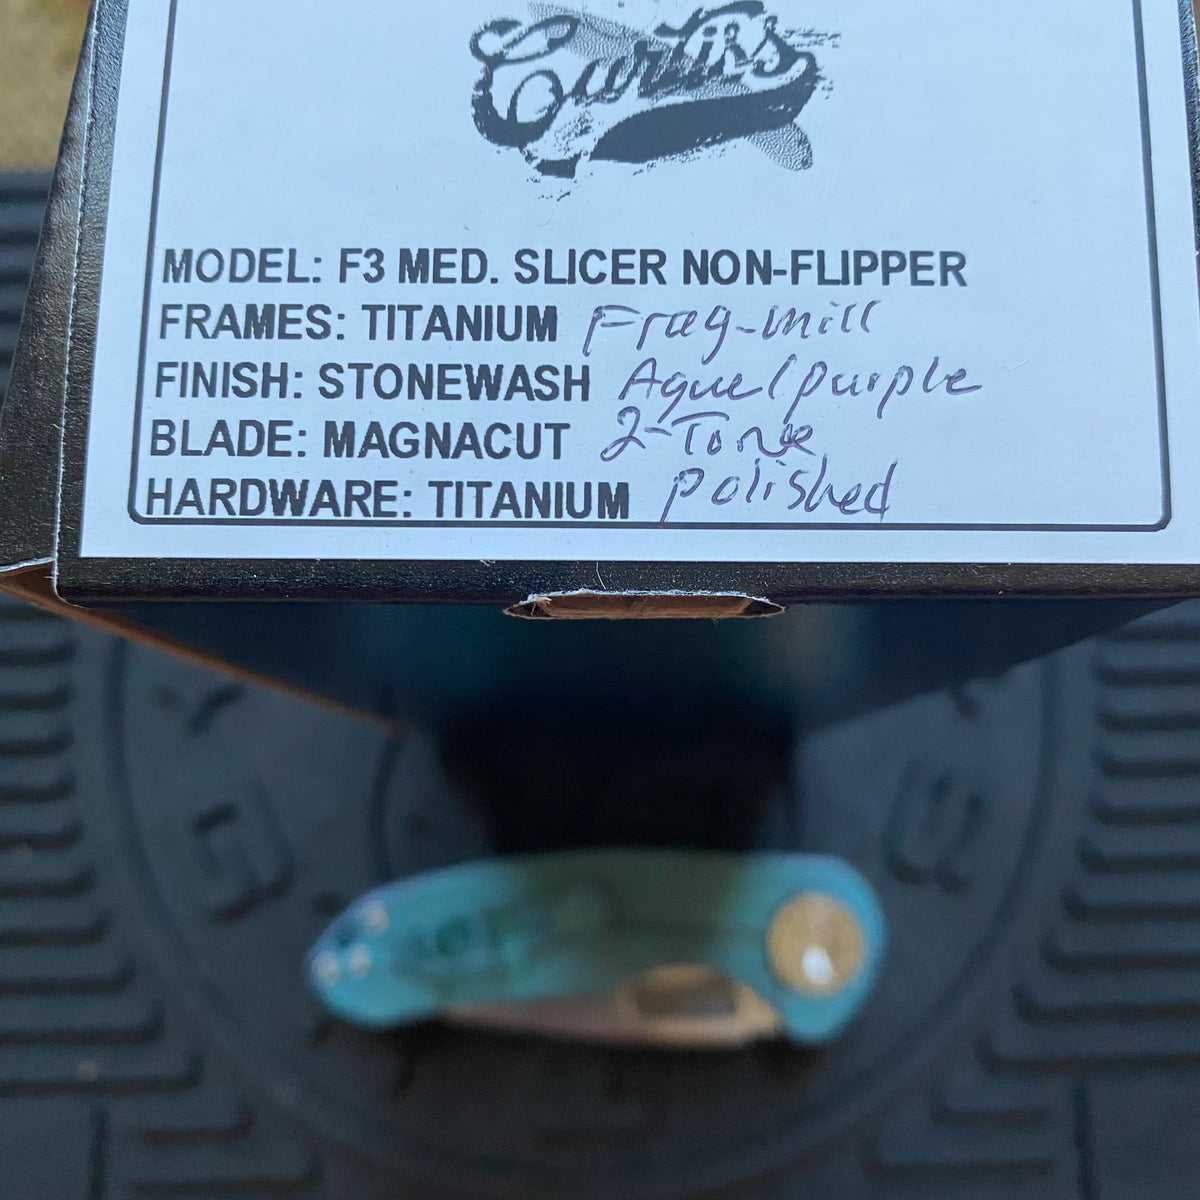 Curtiss
MODEL: F3 MED. SLICER NON-FLIPPER
FRAMES: TITANIUM Frag-mill
FINISH: STONEWASH Aqua/purple
BLADE: MAGNACUT 2-Tone
HARDWARE: TITANIUM polished